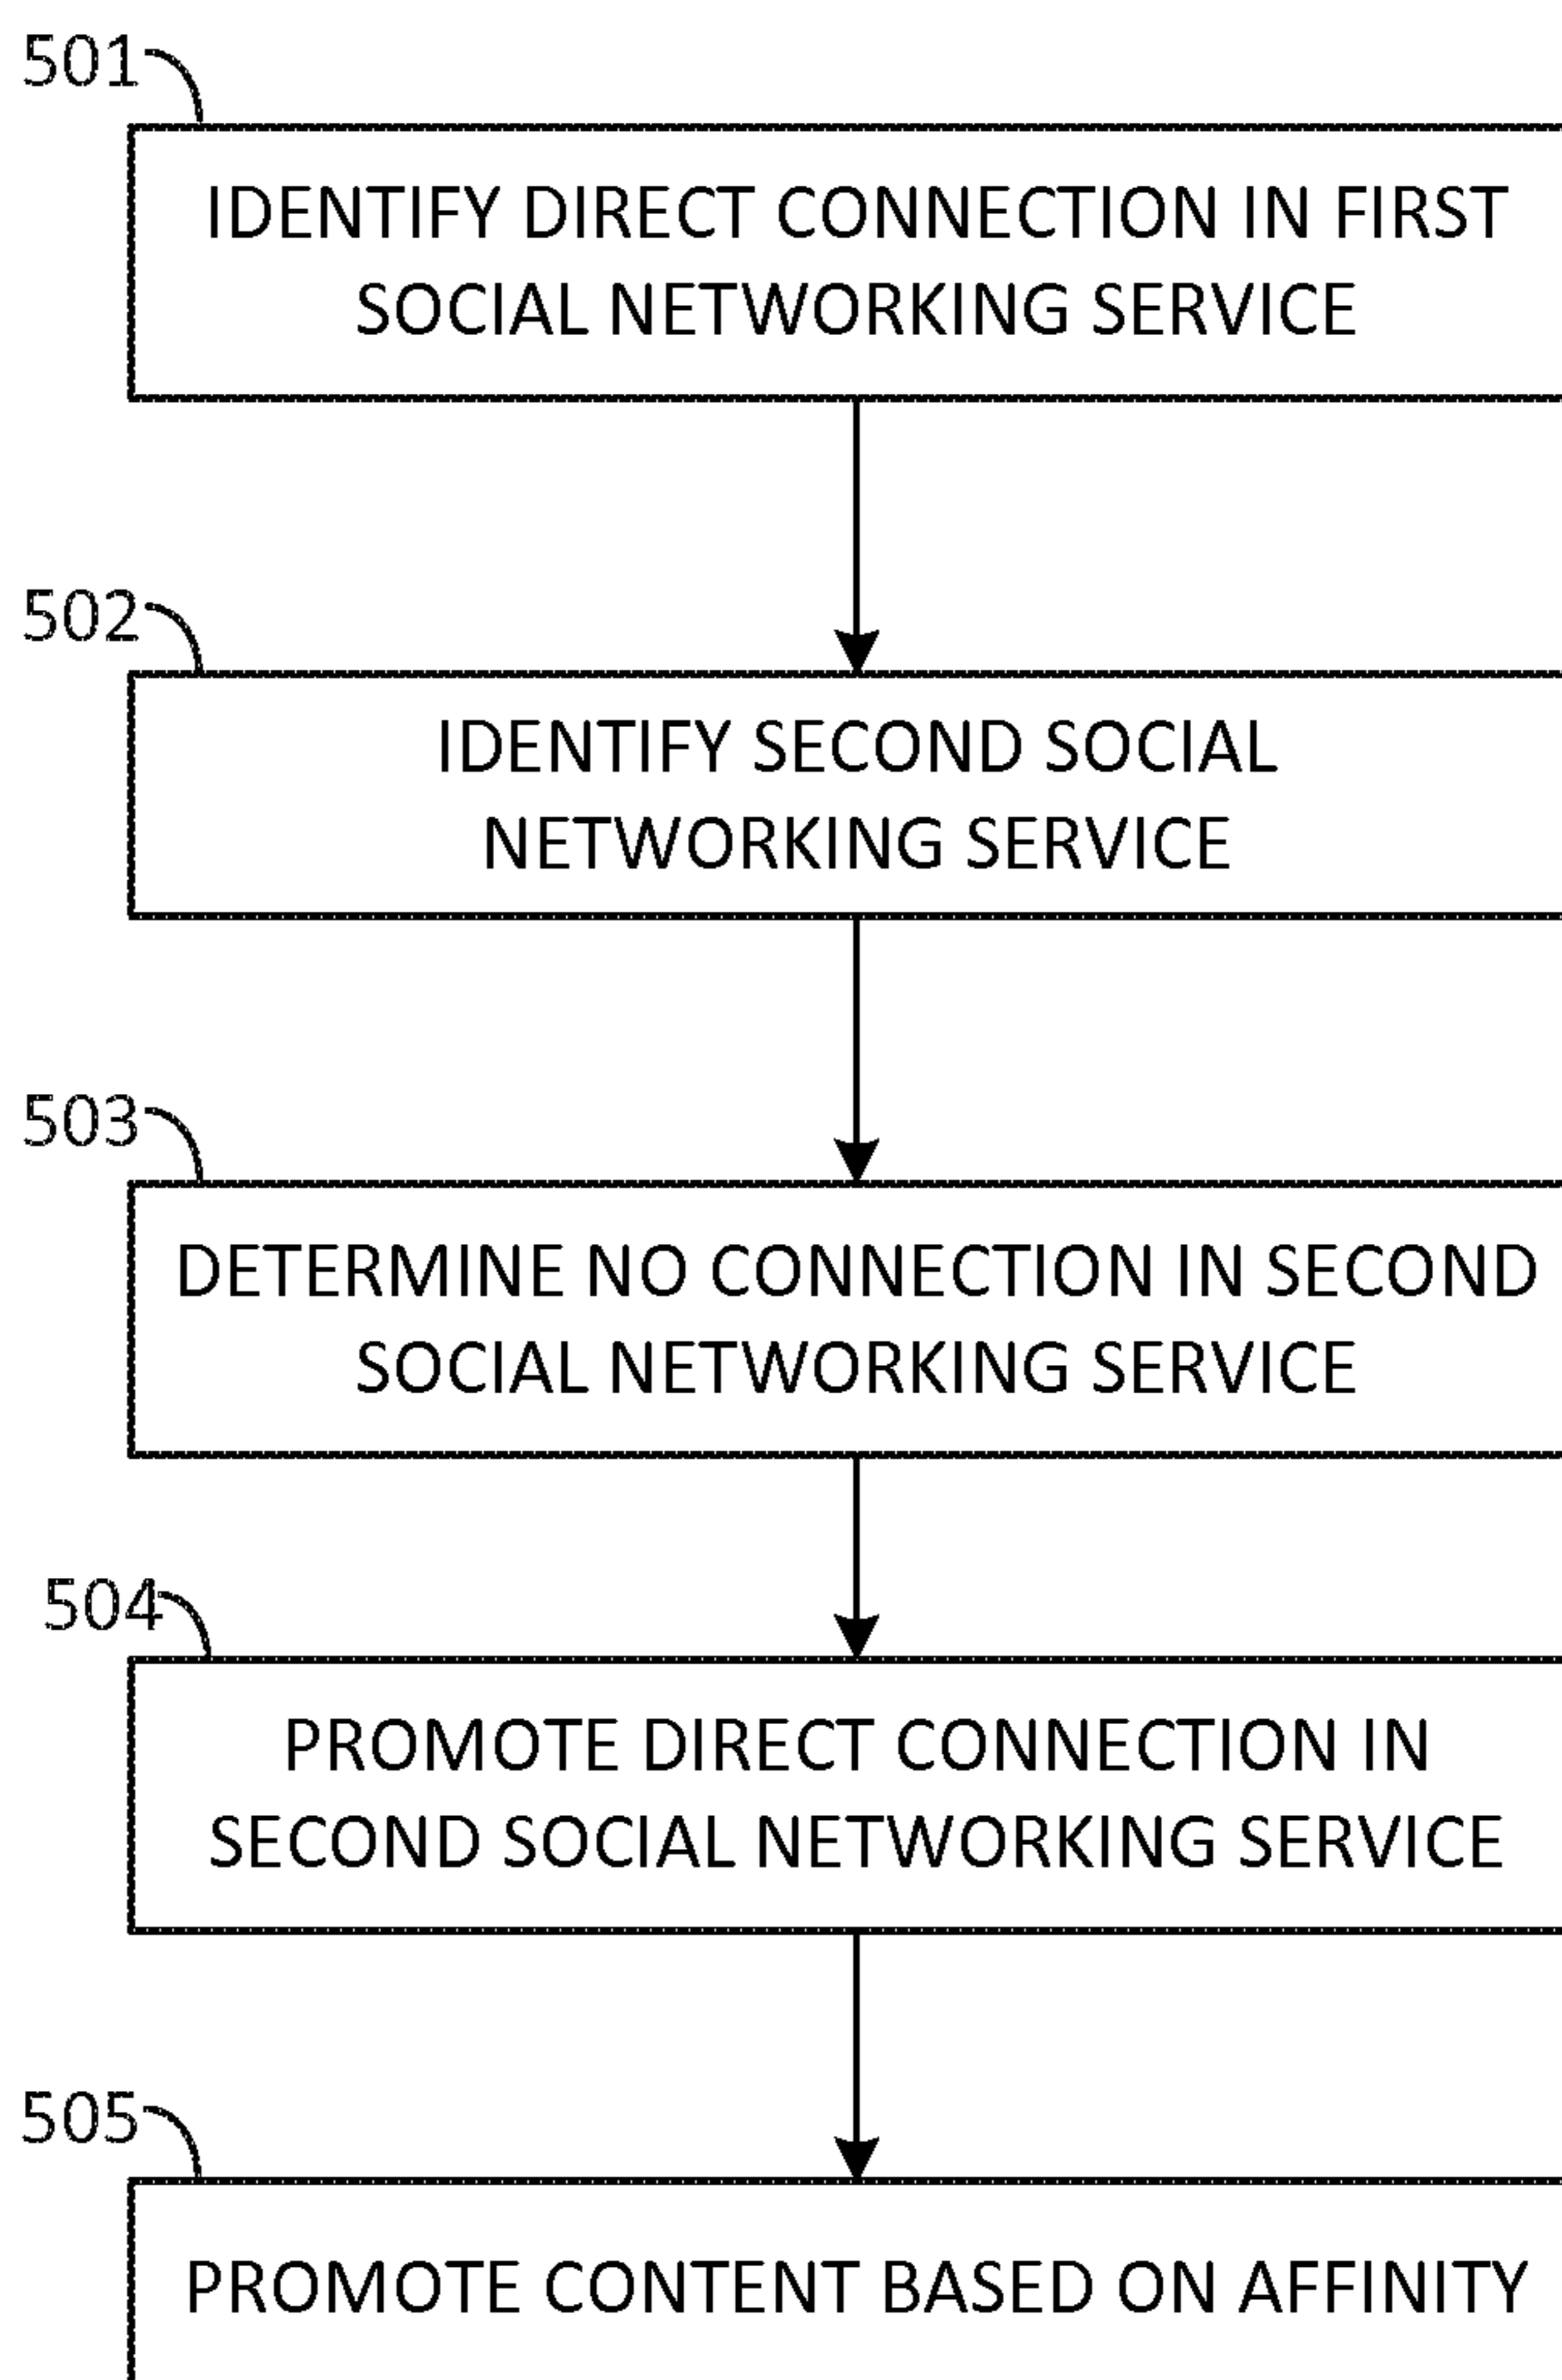 501
IDENTIFY DIRECT CONNECTION IN FIRST
SOCIAL NETWORKING SERVICE
502
IDENTIFY SECOND SOCIAL
NETWORKING SERVICE
503
DETERMINE NO CONNECTION IN SECOND
SOCIAL NETWORKING SERVICE
504
PROMOTE DIRECT CONNECTION IN
SECOND SOCIAL NETWORKING SERVICE
505
PROMOTE CONTENT BASED ON AFFINITY